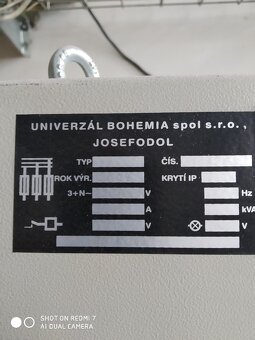 UNIVERZÁL BOHEMIA spol s.r.o.,
JOSEFODOL
TYP ČÍS.
ROK VÝR. KRYTÍ IP
3+N~ V Hz
A kVA
V V
SHOT ON REDMI 7
AI DUAL CAMERA